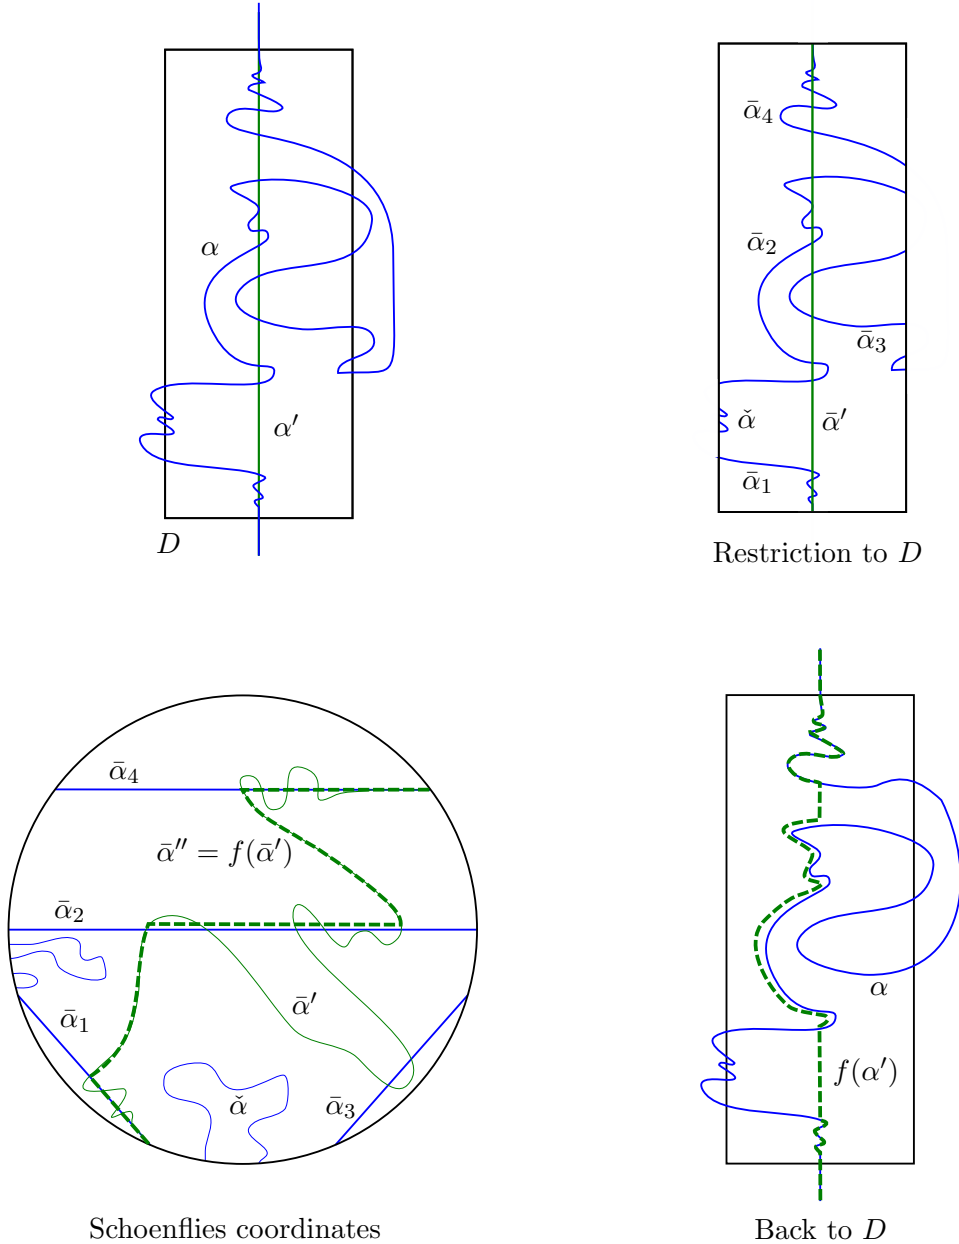 α
α′
D
ᾱ₄
ᾱ₂
ᾱ₃
α̌
ᾱ′
ᾱ₁
Restriction to D
ᾱ₄
ᾱ′′ = f(ᾱ′)
ᾱ₂
ᾱ₁
ᾱ′
α̌
ᾱ₃
Schoenflies coordinates
α
f(α′)
Back to D